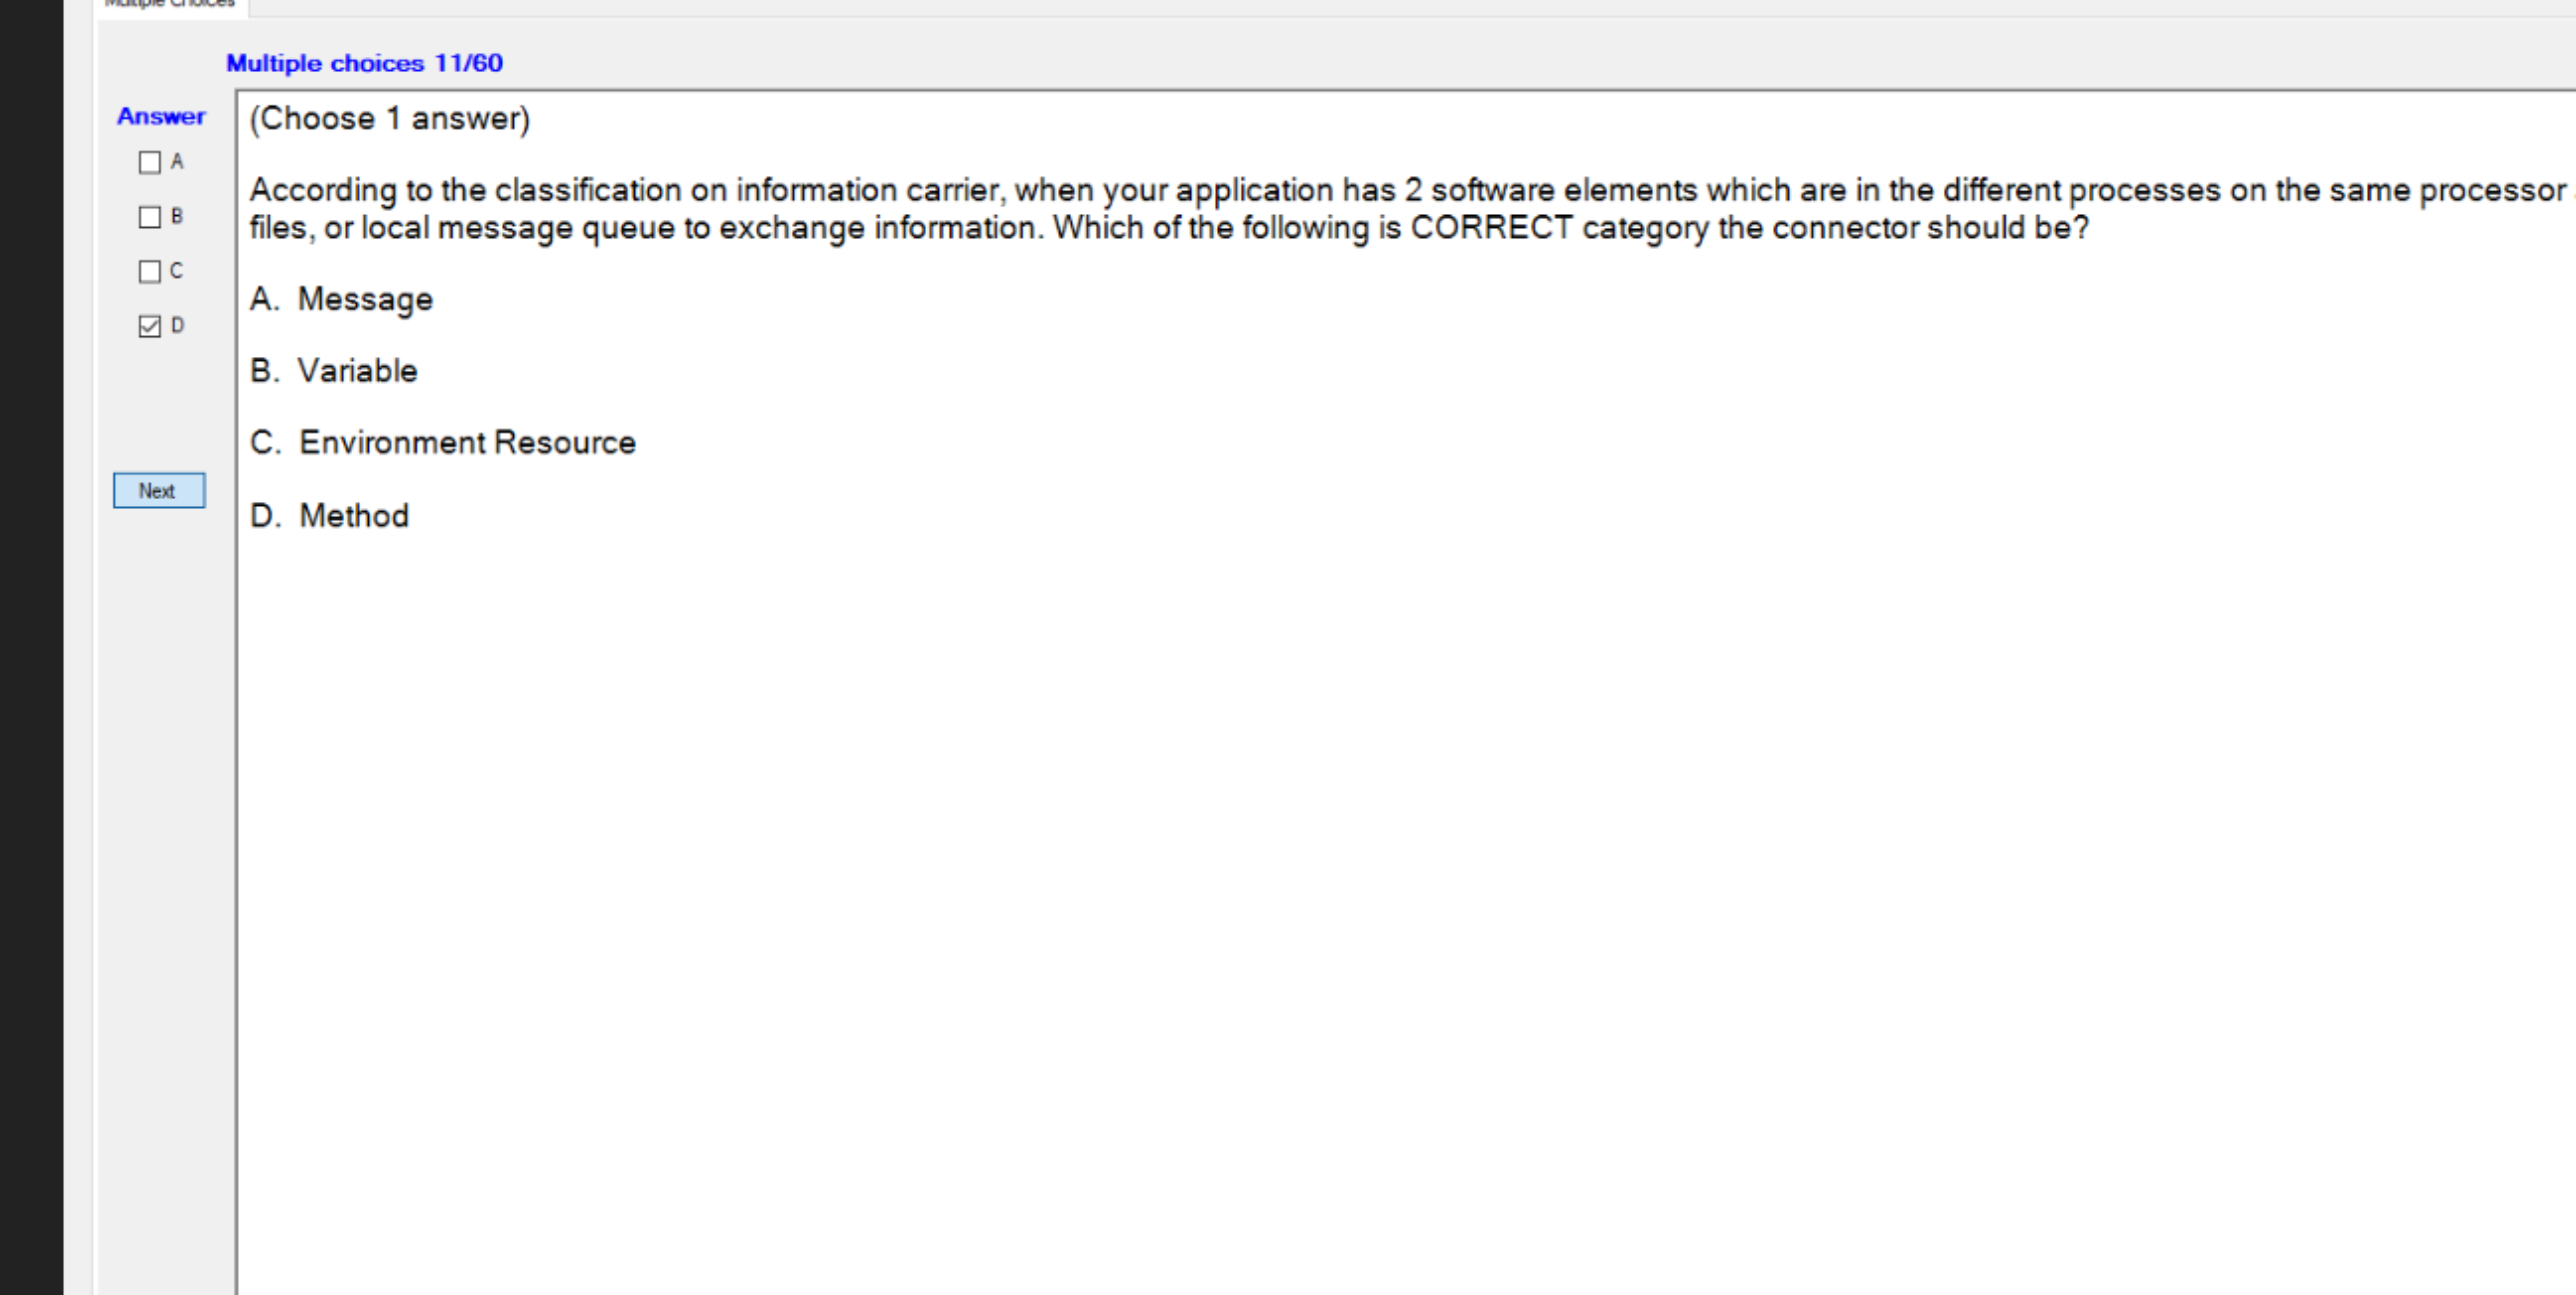 Multiple Choices
Multiple choices 11/60
Answer
(Choose 1 answer)
A
According to the classification on information carrier, when your application has 2 software elements which are in the different processes on the same processor
B
files, or local message queue to exchange information. Which of the following is CORRECT category the connector should be?
C
A. Message
D
B. Variable
C. Environment Resource
Next
D. Method